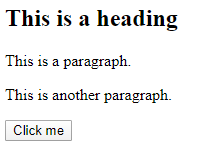 This is a heading
This is a paragraph.
This is another paragraph.
Click me